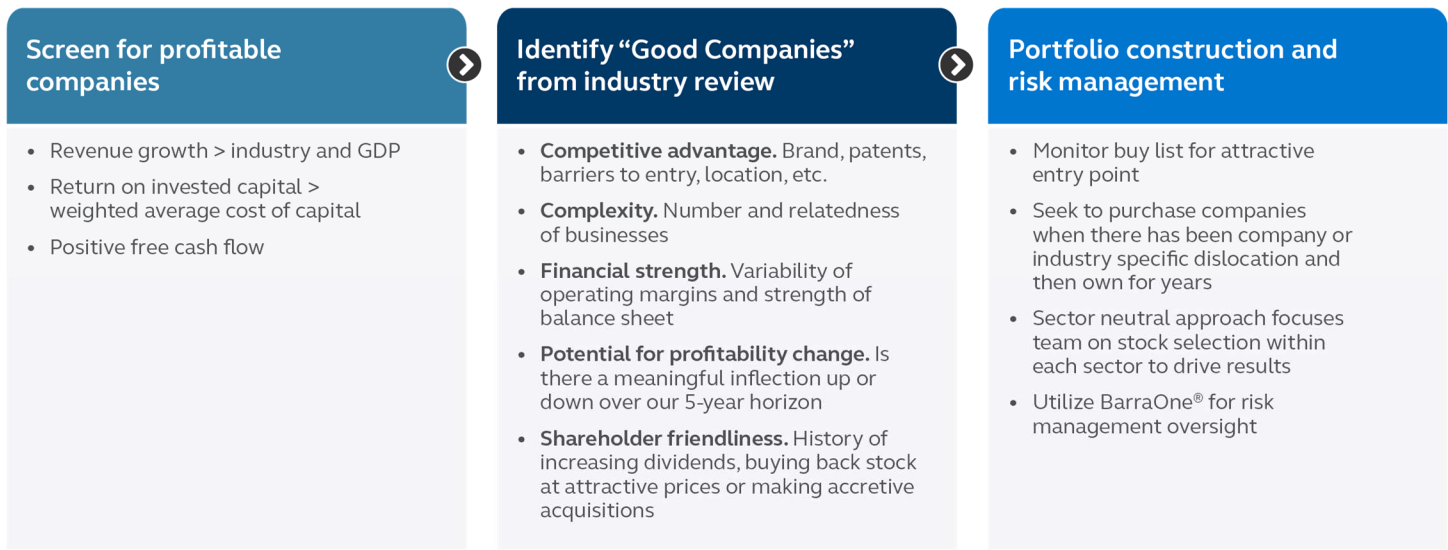 Screen for profitable
companies
• Revenue growth > industry and GDP
• Return on invested capital >
weighted average cost of capital
• Positive free cash flow
Identify “Good Companies”
from industry review
• Competitive advantage. Brand, patents,
barriers to entry, location, etc.
• Complexity. Number and relatedness
of businesses
• Financial strength. Variability of
operating margins and strength of
balance sheet
• Potential for profitability change. Is
there a meaningful inflection up or
down over our 5-year horizon
• Shareholder friendliness. History of
increasing dividends, buying back stock
at attractive prices or making accretive
acquisitions
Portfolio construction and
risk management
• Monitor buy list for attractive
entry point
• Seek to purchase companies
when there has been company or
industry specific dislocation and
then own for years
• Sector neutral approach focuses
team on stock selection within
each sector to drive results
• Utilize BarraOne® for risk
management oversight